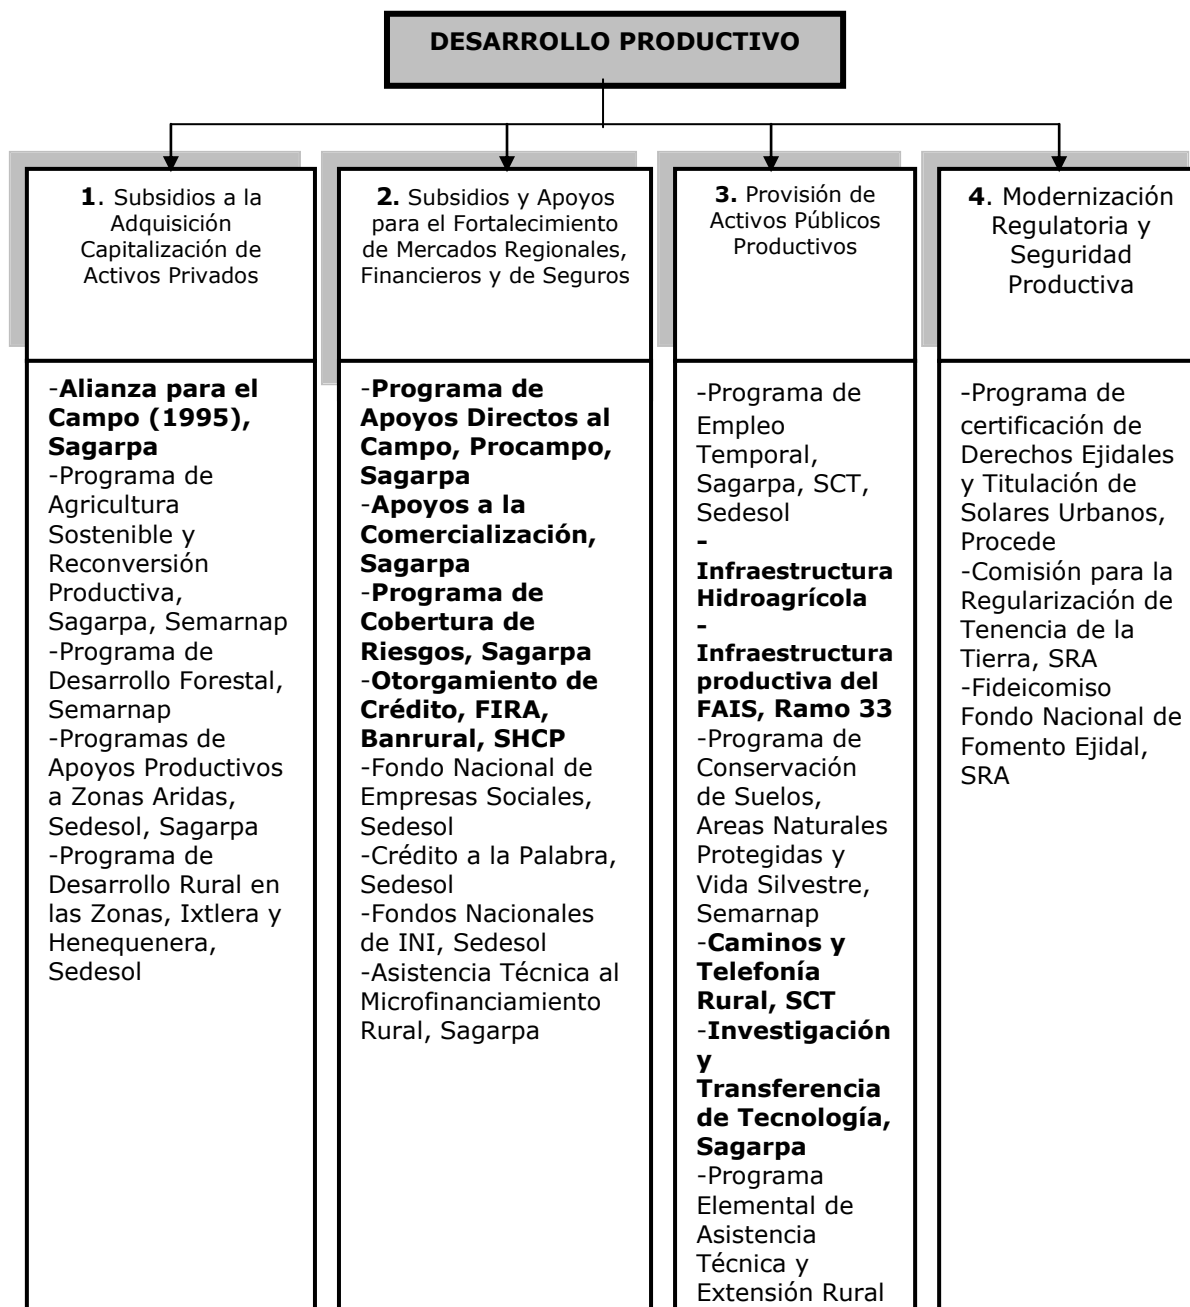 DESARROLLO PRODUCTIVO
1. Subsidios a la
Adquisición
Capitalización de
Activos Privados
2. Subsidios y Apoyos
para el Fortalecimiento
de Mercados Regionales,
Financieros y de Seguros
3. Provisión de
Activos Públicos
Productivos
4. Modernización
Regulatoria y
Seguridad
Productiva
-Alianza para el
Campo (1995),
Sagarpa
-Programa de
Agricultura
Sostenible y
Reconversión
Productiva,
Sagarpa, Semarnap
-Programa de
Desarrollo Forestal,
Semarnap
-Programas de
Apoyos Productivos
a Zonas Aridas,
Sedesol, Sagarpa
-Programa de
Desarrollo Rural en
las Zonas, Ixtlera y
Henequenera,
Sedesol
-Programa de
Apoyos Directos al
Campo, Procampo,
Sagarpa
-Apoyos a la
Comercialización,
Sagarpa
-Programa de
Cobertura de
Riesgos, Sagarpa
-Otorgamiento de
Crédito, FIRA,
Banrural, SHCP
-Fondo Nacional de
Empresas Sociales,
Sedesol
-Crédito a la Palabra,
Sedesol
-Fondos Nacionales
de INI, Sedesol
-Asistencia Técnica al
Microfinanciamiento
Rural, Sagarpa
-Programa de
Empleo
Temporal,
Sagarpa, SCT,
Sedesol
-
Infraestructura
Hidroagrícola
-
Infraestructura
productiva del
FAIS, Ramo 33
-Programa de
Conservación
de Suelos,
Areas Naturales
Protegidas y
Vida Silvestre,
Semarnap
-Caminos y
Telefonía
Rural, SCT
-Investigación
y
Transferencia
de Tecnología,
Sagarpa
-Programa
Elemental de
Asistencia
Técnica y
Extensión Rural
-Programa de
certificación de
Derechos Ejidales
y Titulación de
Solares Urbanos,
Procede
-Comisión para la
Regularización de
Tenencia de la
Tierra, SRA
-Fideicomiso
Fondo Nacional de
Fomento Ejidal,
SRA